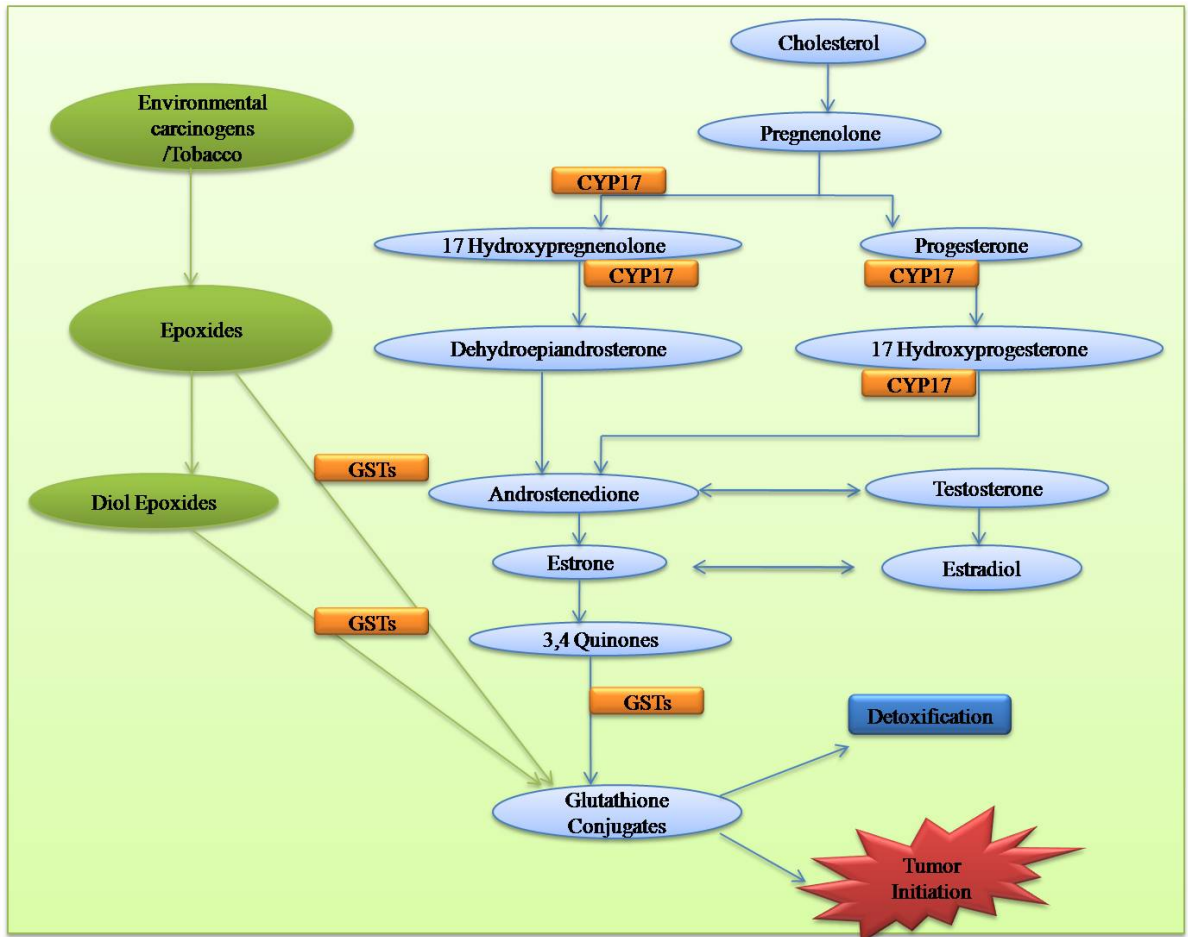 Cholesterol
Environmental
carcinogens
/Tobacco
Pregnenolone
CYP17
17 Hydroxypregnenolone
Progesterone
CYP17
CYP17
Epoxides
Dehydroepiandrosterone
17 Hydroxyprogesterone
CYP17
GSTs
Diol Epoxides
Androstenedione
Testosterone
Estrone
Estradiol
GSTs
3,4 Quinones
GSTs
Detoxification
Glutathione
Conjugates
Tumor
Initiation